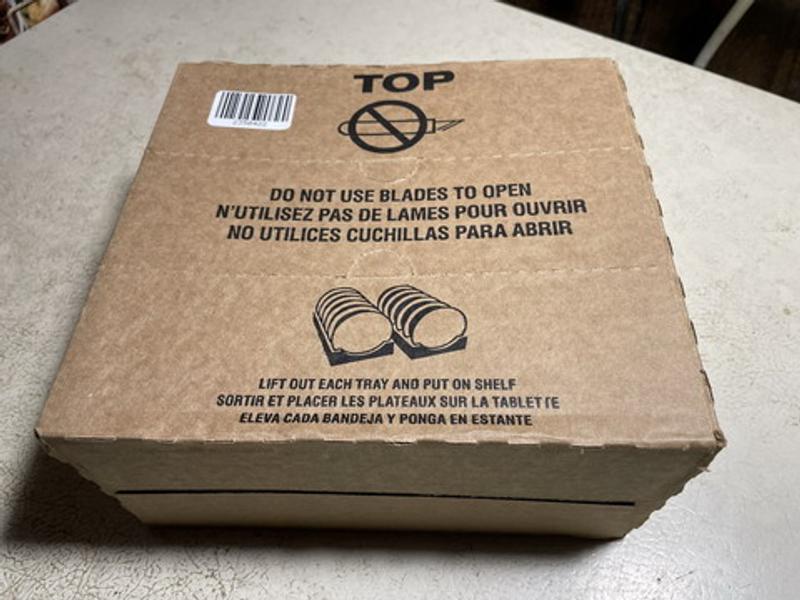 TOP
DO NOT USE BLADES TO OPEN
N'UTILISEZ PAS DE LAMES POUR OUVRIR
NO UTILICES CUCHILLAS PARA ABRIR
LIFT OUT EACH TRAY AND PUT ON SHELF
SORTIR ET PLACER LES PLATEAUX SUR LA TABLETTE
ELEVA CADA BANDEJA Y PONGA EN ESTANTE